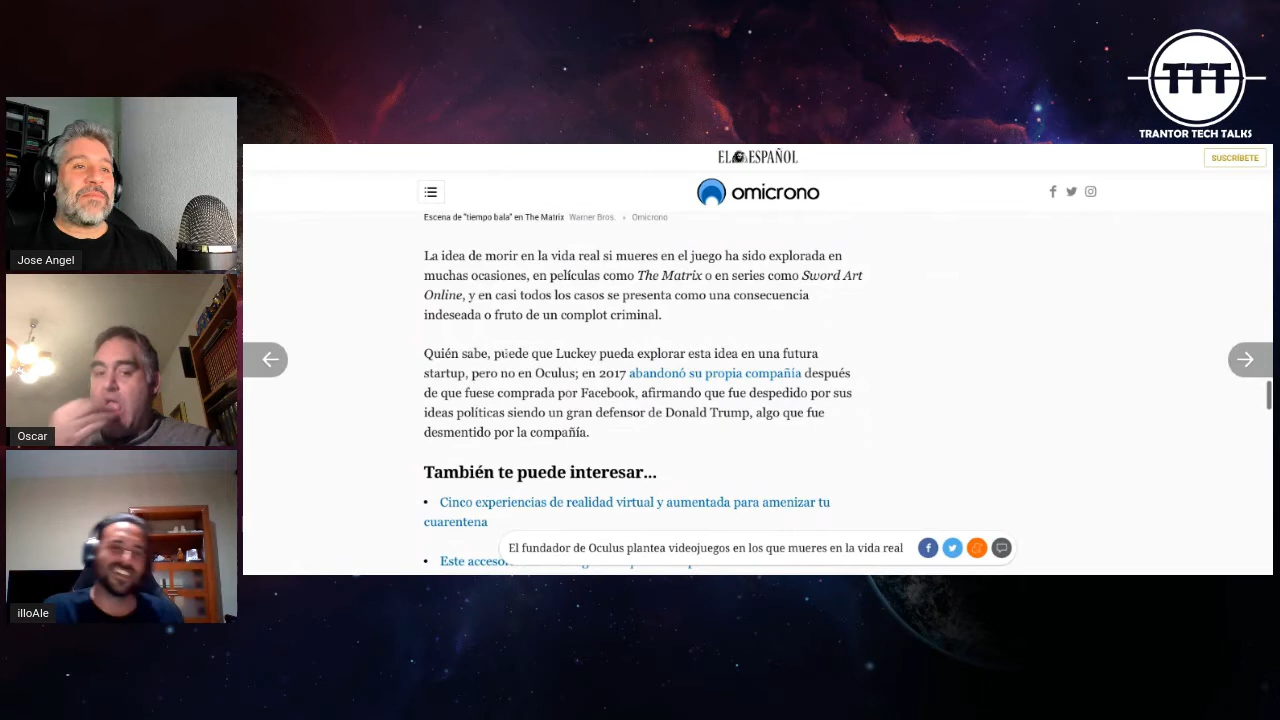 TTT
TRANTOR TECH TALKS
EL ESPAÑOL
SUSCRÍBETE
omicrono
Escena de "tiempo bala" en The Matrix Warner Bros. • Omicrono
La idea de morir en la vida real si mueres en el juego ha sido explorada en
muchas ocasiones, en películas como The Matrix o en series como Sword Art
Online, y en casi todos los casos se presenta como una consecuencia
indeseada o fruto de un complot criminal.
Quién sabe, puede que Luckey pueda explorar esta idea en una futura
startup, pero no en Oculus; en 2017 abandonó su propia compañía después
de que fuese comprada por Facebook, afirmando que fue despedido por sus
ideas políticas siendo un gran defensor de Donald Trump, algo que fue
desmentido por la compañía.
También te puede interesar...
• Cinco experiencias de realidad virtual y aumentada para amenizar tu
cuarentena
• Este
El fundador de Oculus plantea videojuegos en los que mueres en la vida real
Jose Angel
Oscar
illoAle